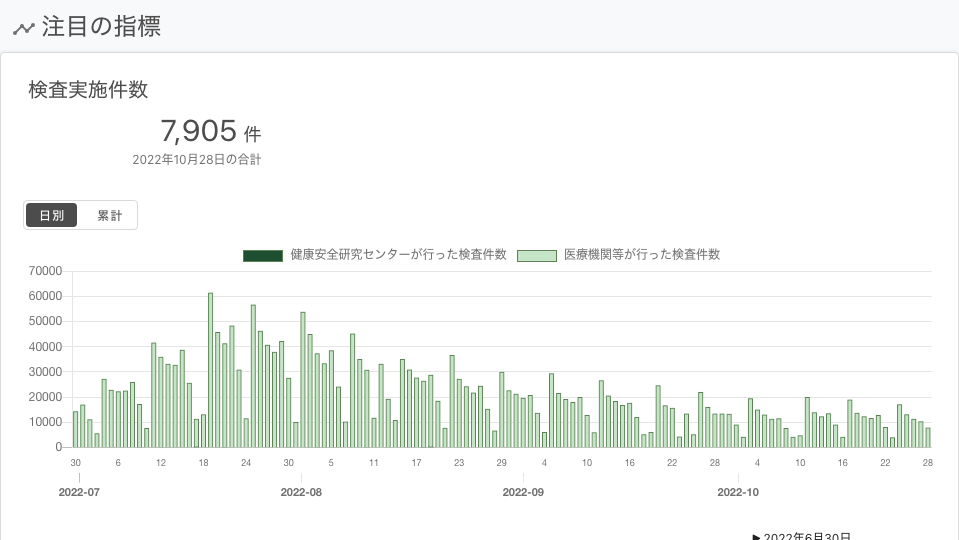 注目の指標
検査実施件数
7,905 件
2022年10月28日の合計
日別 累計
健康安全研究センターが行った検査件数 医療機関等が行った検査件数
70000
60000
50000
40000
30000
20000
10000
0
30 6 12 18 24 30 5 11 17 23 29 4 10 16 22 28 4 10 16 22 28
2022-07 2022-08 2022-09 2022-10
▶ 2022年6月30日